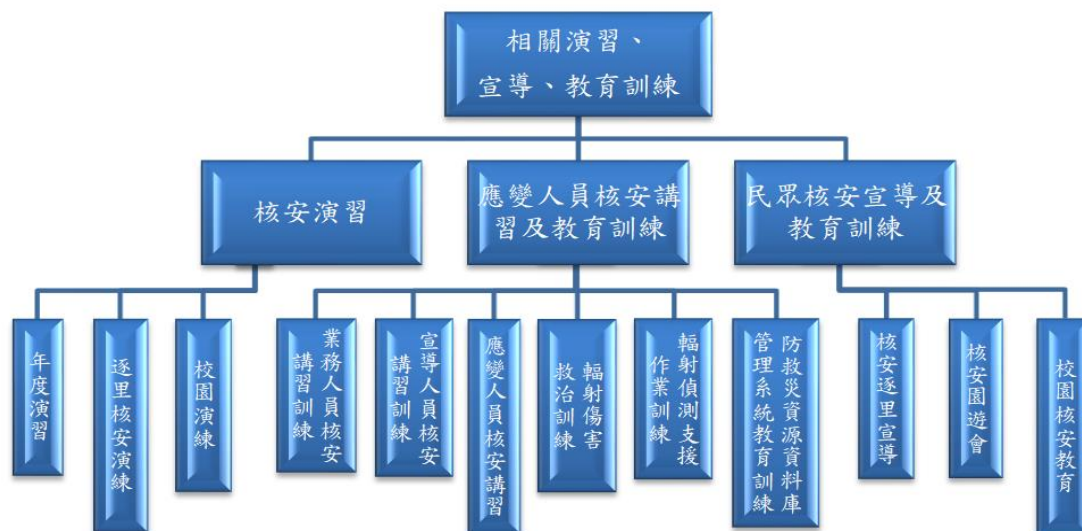 相關演習、
宣導、教育訓練
核安演習
應變人員核安講
習及教育訓練
民眾核安宣導及
教育訓練
年度演習
逐里核安演練
校園演練
業務人員核安
講習訓練
宣導人員核安
講習訓練
應變人員核安講習
輻射傷害
救治訓練
輻射偵測支援
作業訓練
防救災資源資料庫
管理系統教育訓練
核安逐里宣導
核安園遊會
校園核安教育